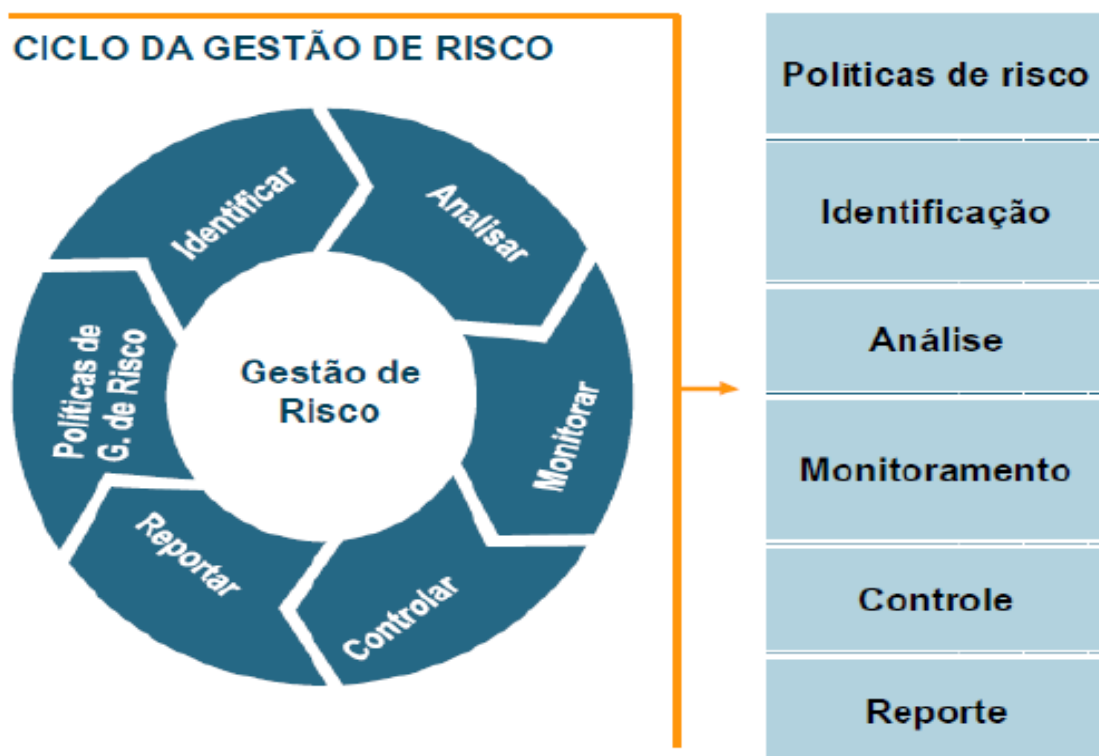 CICLO DA GESTÃO DE RISCO
Identificar
Analisar
Monitorar
Controlar
Reportar
Políticas de
G. de Risco
Gestão de
Risco
Políticas de risco
Identificação
Análise
Monitoramento
Controle
Reporte